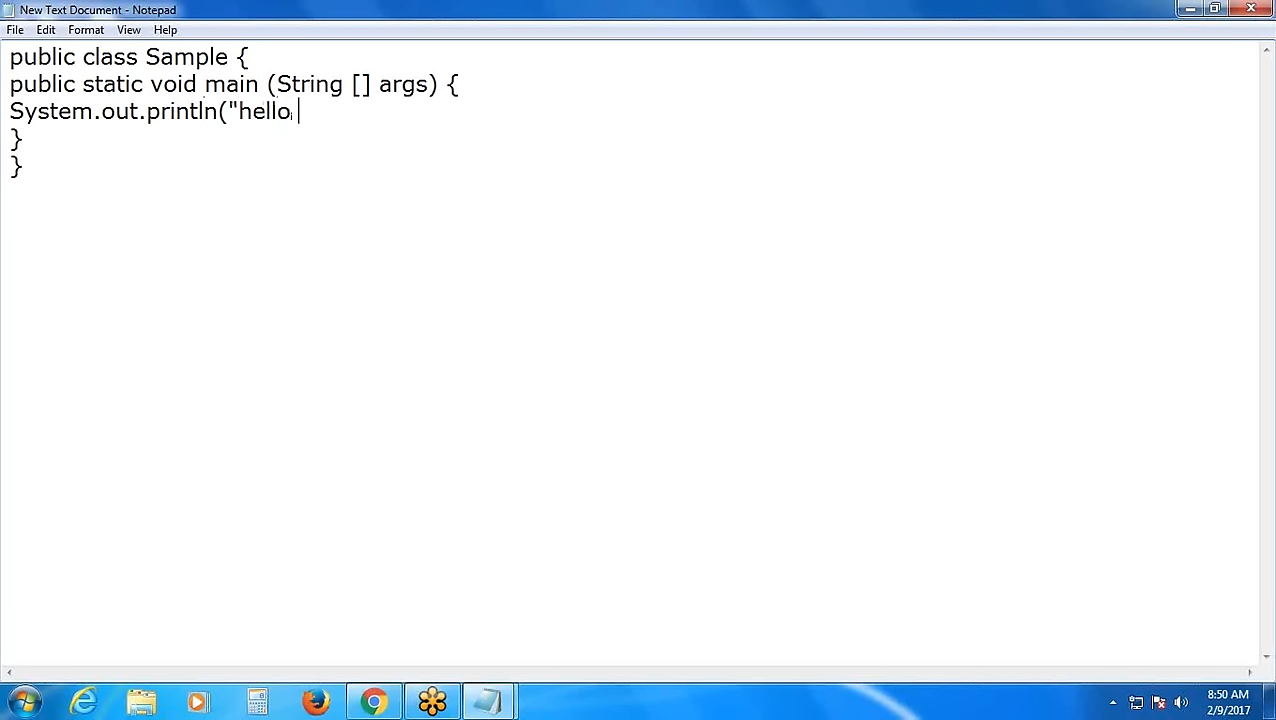 New Text Document - Notepad
File Edit Format View Help
public class Sample {
public static void main (String [] args) {
System.out.println("hello
}
}
8:50 AM
2/9/2017